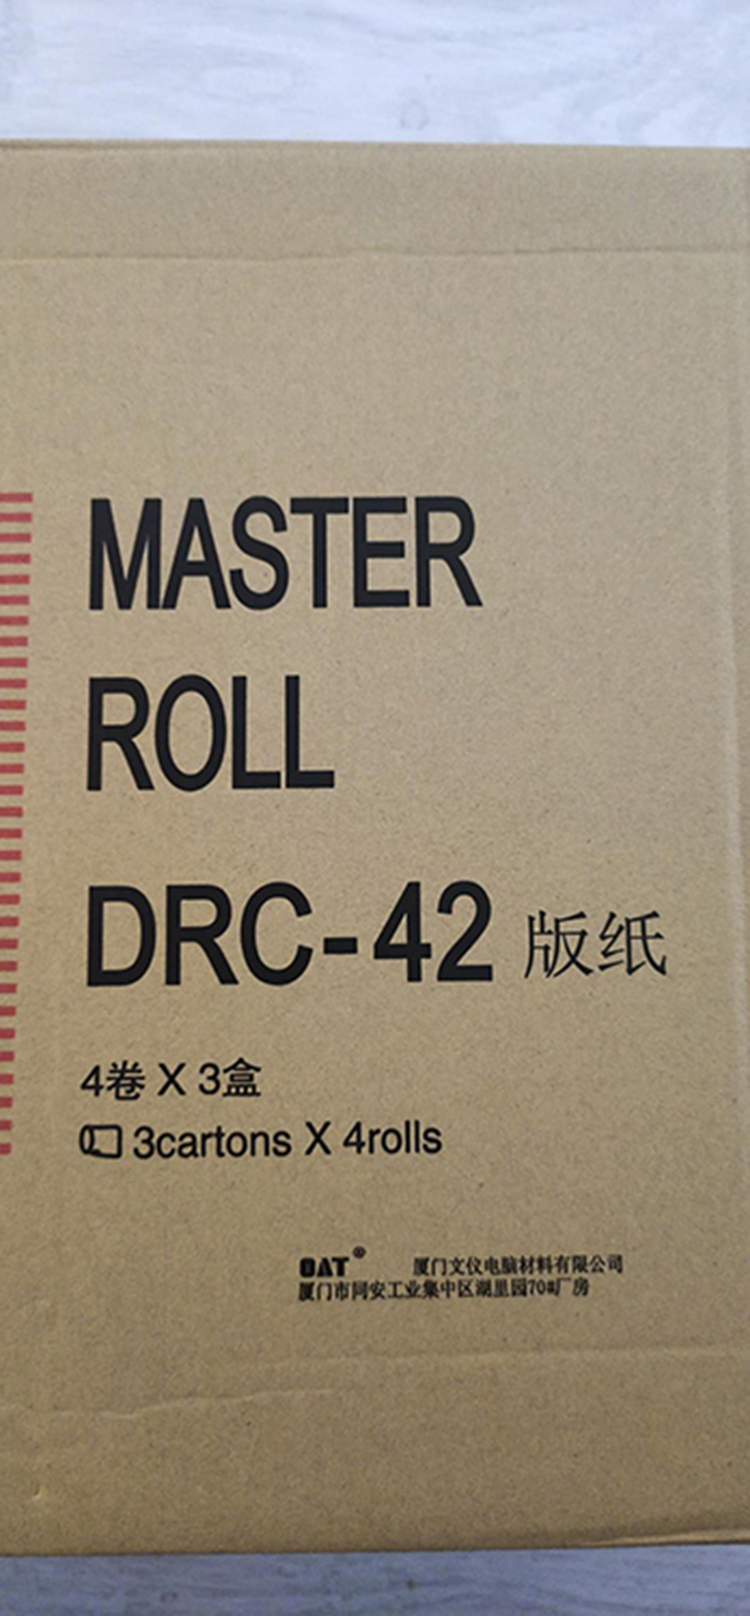 MASTER
ROLL
DRC-42 版纸
4卷 X 3盒
3cartons X 4rolls
OAT® 厦门文仪电脑材料有限公司
厦门市同安工业集中区湖里园70#厂房